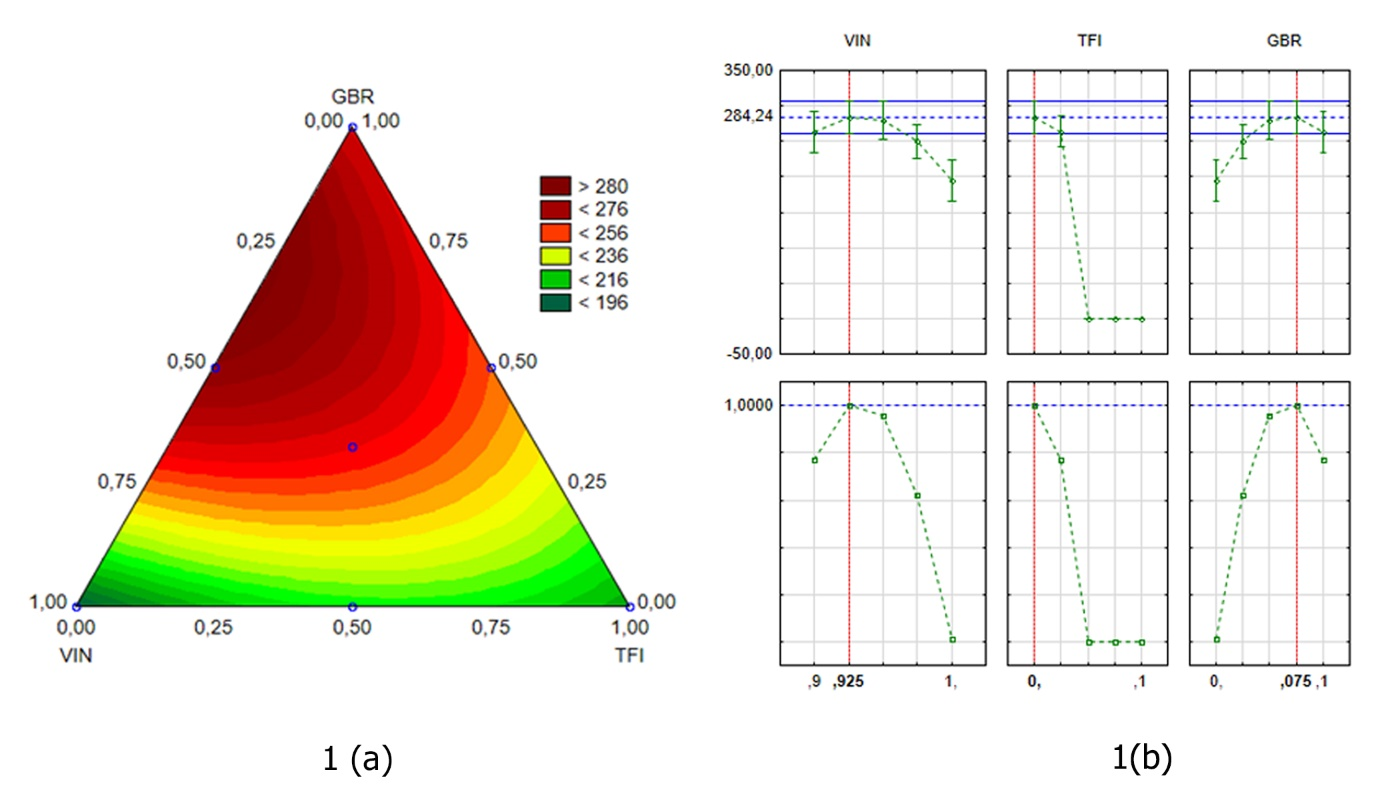 GBR
0,00 1,00
> 280
< 276
< 256
< 236
< 216
< 196
0,25 0,75
0,50 0,50
0,75 0,25
1,00 0,00
0,00 0,25 0,50 0,75 1,00
VIN TFI
1 (a)
VIN TFI GBR
350,00
284,24
-50,00
1,0000
,9 ,925 1, 0, ,1 0, ,075 ,1
1(b)